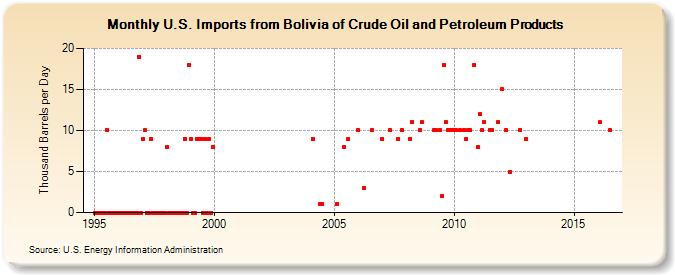 Monthly U.S. Imports from Bolivia of Crude Oil and Petroleum Products
Thousand Barrels per Day
20
15
10
5
0
1995 2000 2005 2010 2015
Source: U.S. Energy Information Administration